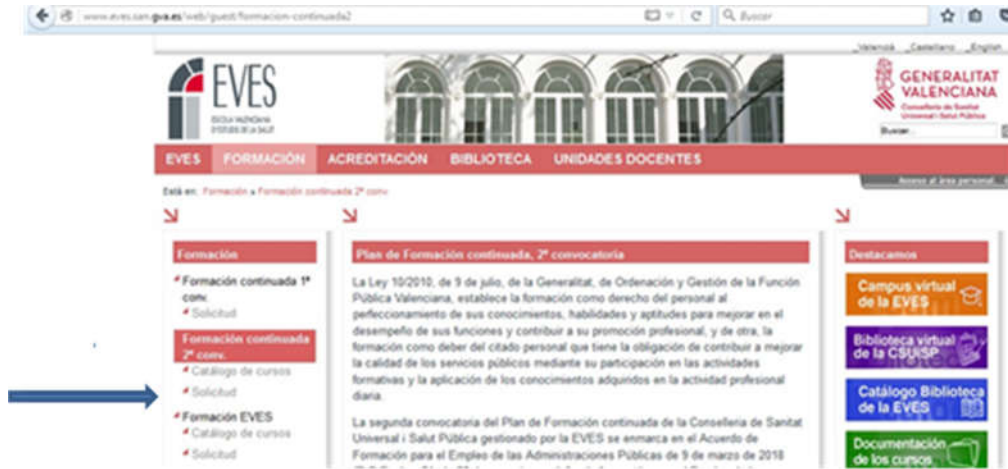 www.eves.san.gva.es/web/guest/formacion-continuada2
Buscar
_Valencià _Castellano _English
EVES
ESCOLA VALENCIANA
D'ESTUDIS DE LA SALUT
GENERALITAT
VALENCIANA
Conselleria de Sanitat
Universal i Salut Pública
Buscar...
EVES FORMACIÓN ACREDITACIÓN BIBLIOTECA UNIDADES DOCENTES
Acceso al área personal...
Está en: Formación » Formación continuada 2ª conv.
Formación
Formación continuada 1ª
conv.
Solicitud
Formación continuada
2ª conv.
Catálogo de cursos
Solicitud
Formación EVES
Catálogo de cursos
Solicitud
Plan de Formación continuada, 2ª convocatoria
La Ley 10/2010, de 9 de julio, de la Generalitat, de Ordenación y Gestión de la Función
Pública Valenciana, establece la formación como derecho del personal al
perfeccionamiento de sus conocimientos, habilidades y aptitudes para mejorar en el
desempeño de sus funciones y contribuir a su promoción profesional, y de otra, la
formación como deber del citado personal que tiene la obligación de contribuir a mejorar
la calidad de los servicios públicos mediante su participación en las actividades
formativas y la aplicación de los conocimientos adquiridos en la actividad profesional
diaria.
La segunda convocatoria del Plan de Formación continuada de la Conselleria de Sanitat
Universal i Salut Pública gestionado por la EVES se enmarca en el Acuerdo de
Formación para el Empleo de las Administraciones Públicas de 9 de marzo de 2018
Destacamos
Campus virtual
de la EVES
Biblioteca virtual
de la CSUISP
Catálogo Biblioteca
de la EVES
Documentación
de los cursos